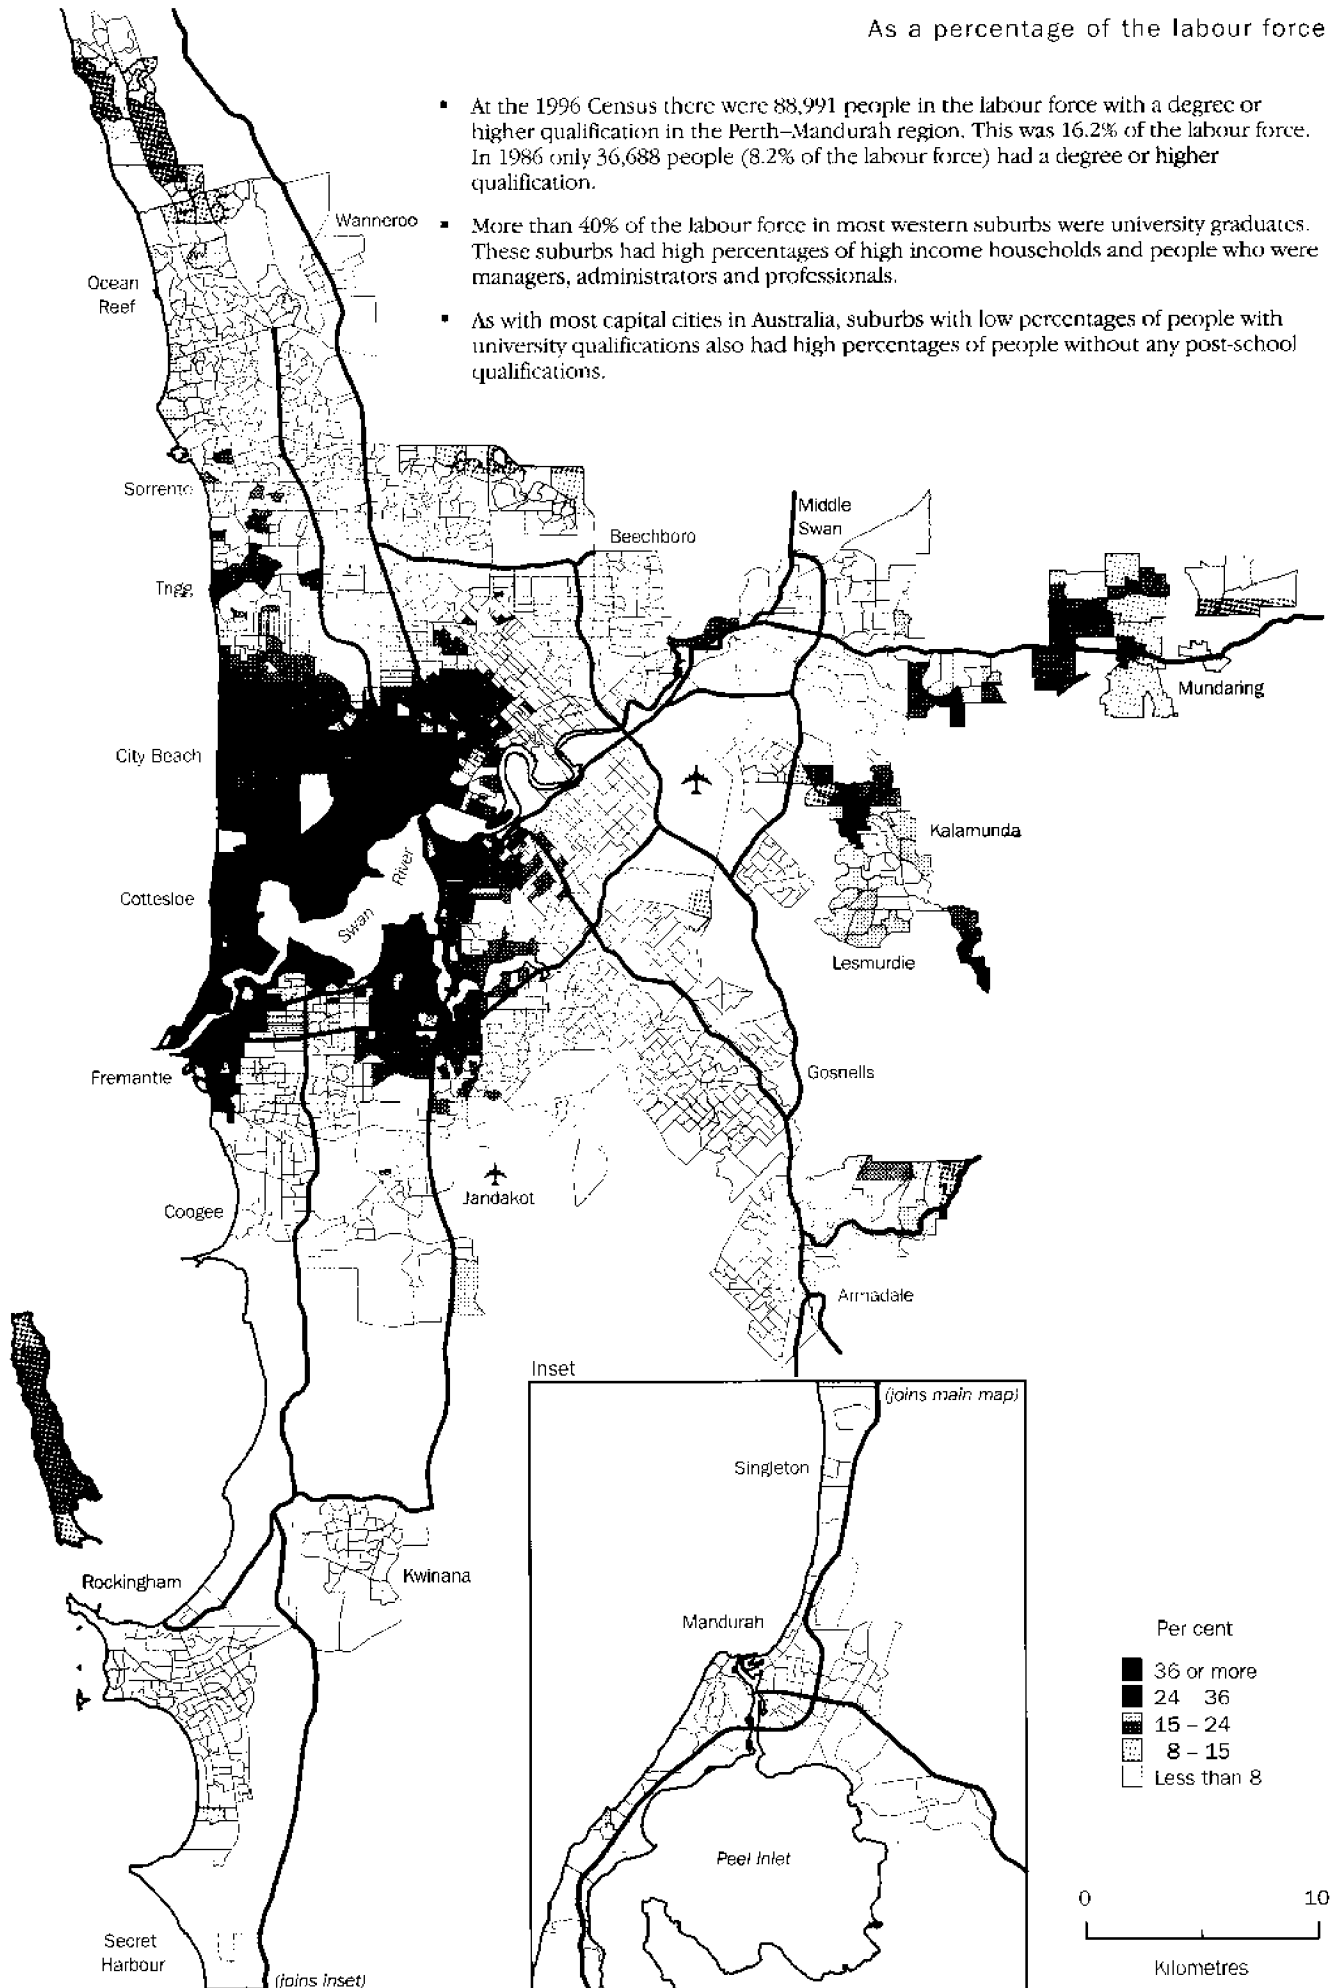 As a percentage of the labour force
▪ At the 1996 Census there were 88,991 people in the labour force with a degree or
higher qualification in the Perth–Mandurah region. This was 16.2% of the labour force.
In 1986 only 36,688 people (8.2% of the labour force) had a degree or higher
qualification.
▪ More than 40% of the labour force in most western suburbs were university graduates.
These suburbs had high percentages of high income households and people who were
managers, administrators and professionals.
▪ As with most capital cities in Australia, suburbs with low percentages of people with
university qualifications also had high percentages of people without any post-school
qualifications.
Wanneroo
Ocean
Reef
Sorrento
Middle
Swan
Beechboro
Trigg
Mundaring
City Beach
Kalamunda
Cottesloe
Swan River
Lesmurdie
Fremantle
Gosnells
Jandakot
Coogee
Armadale
Inset
(joins main map)
Singleton
Rockingham
Kwinana
Mandurah
Per cent
36 or more
24 36
15 – 24
8 – 15
Less than 8
Peel Inlet
0 10
Kilometres
Secret
Harbour
(joins inset)